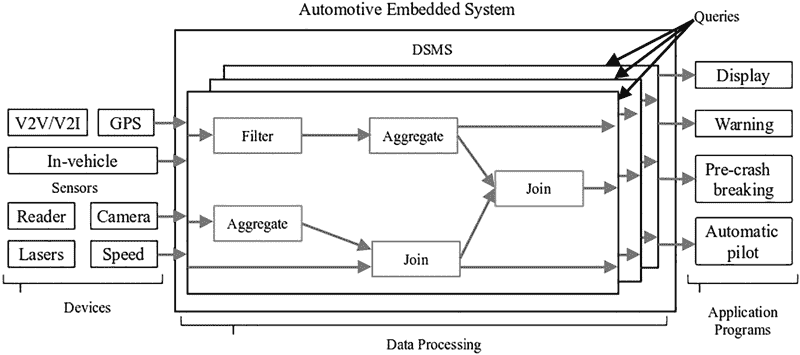 Automotive Embedded System
Queries
DSMS
V2V/V2I
GPS
In-vehicle
Sensors
Reader
Camera
Lasers
Speed
Devices
Filter
Aggregate
Join
Aggregate
Join
Data Processing
Display
Warning
Pre-crash
breaking
Automatic
pilot
Application
Programs